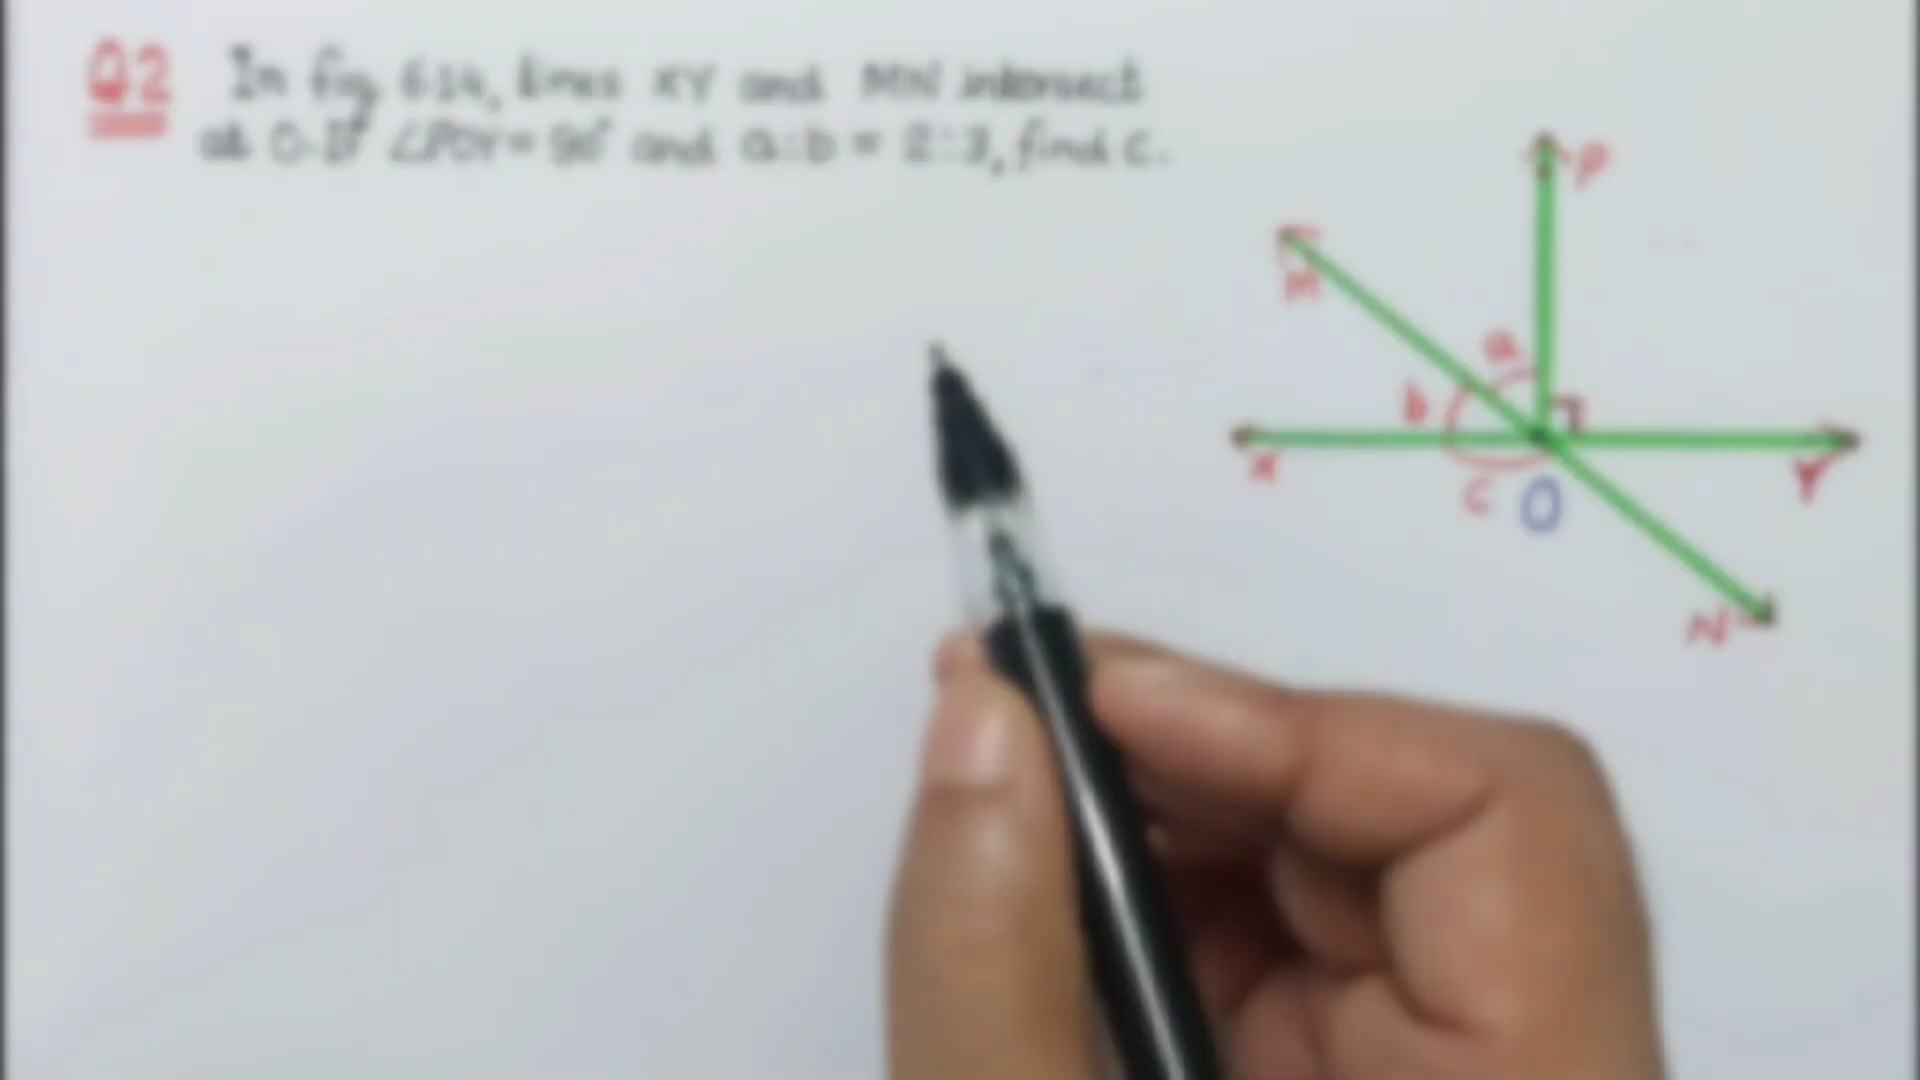 Q2 In fig 6.14, lines XY and MN intersect
at O. If ∠POY = 90° and a:b = 2:3, find c.
P
M
a
b
X
Y
c
O
N